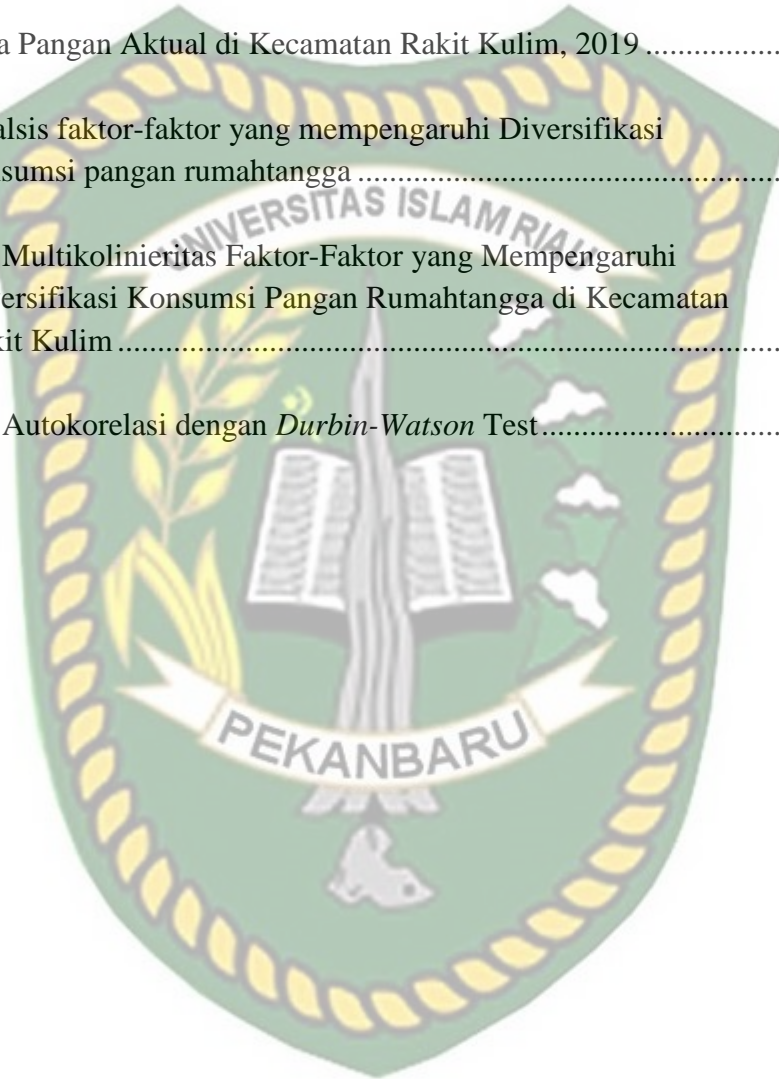 a Pangan Aktual di Kecamatan Rakit Kulim, 2019 .................
alsis faktor-faktor yang mempengaruhi Diversifikasi
sumsi pangan rumahtangga ......................................................
UNIVERSITAS ISLAM RIAU
Multikolinieritas Faktor-Faktor yang Mempengaruhi
ersifikasi Konsumsi Pangan Rumahtangga di Kecamatan
kit Kulim ...................................................................................
Autokorelasi dengan Durbin-Watson Test ..............................
PEKANBARU